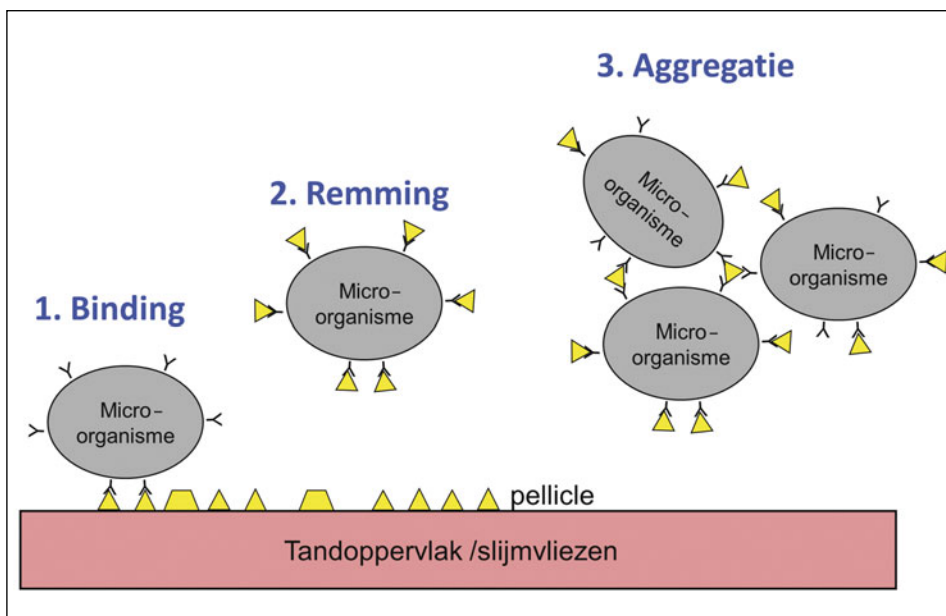 3. Aggregatie
Micro-
organisme
2. Remming
Micro-
organisme
Micro-
organisme
Micro-
organisme
1. Binding
Micro-
organisme
pellicle
Tandoppervlak /slijmvliezen